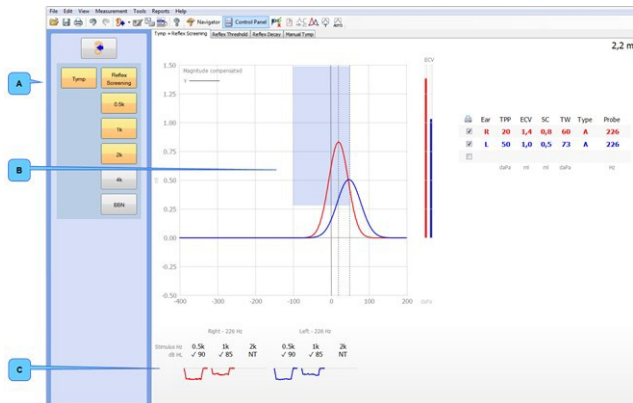 File Edit View Measurement Tools Reports Help
Navigator Control Panel
Tymp + Reflex Screening Reflex Threshold Reflex Decay Manual Tymp
2,2 m
A
Tymp Reflex Screening
0.5k
1k
2k
4k
BBN
B
C
ECV
1.50
Magnitude compensated
Y
1.25
1.00
0.75
0.50
0.25
0.00
-0.25
-0.50
-400 -300 -200 -100 0 100 200 daPa
Ear TPP ECV SC TW Type Probe
R 20 1,4 0,8 60 A 226
L 50 1,0 0,5 73 A 226
daPa ml ml daPa Hz
Right - 226 Hz Left - 226 Hz
Stimulus Hz 0.5k 1k 2k 0.5k 1k 2k
dB HL ✓ 90 ✓ 85 NT ✓ 90 ✓ 85 NT